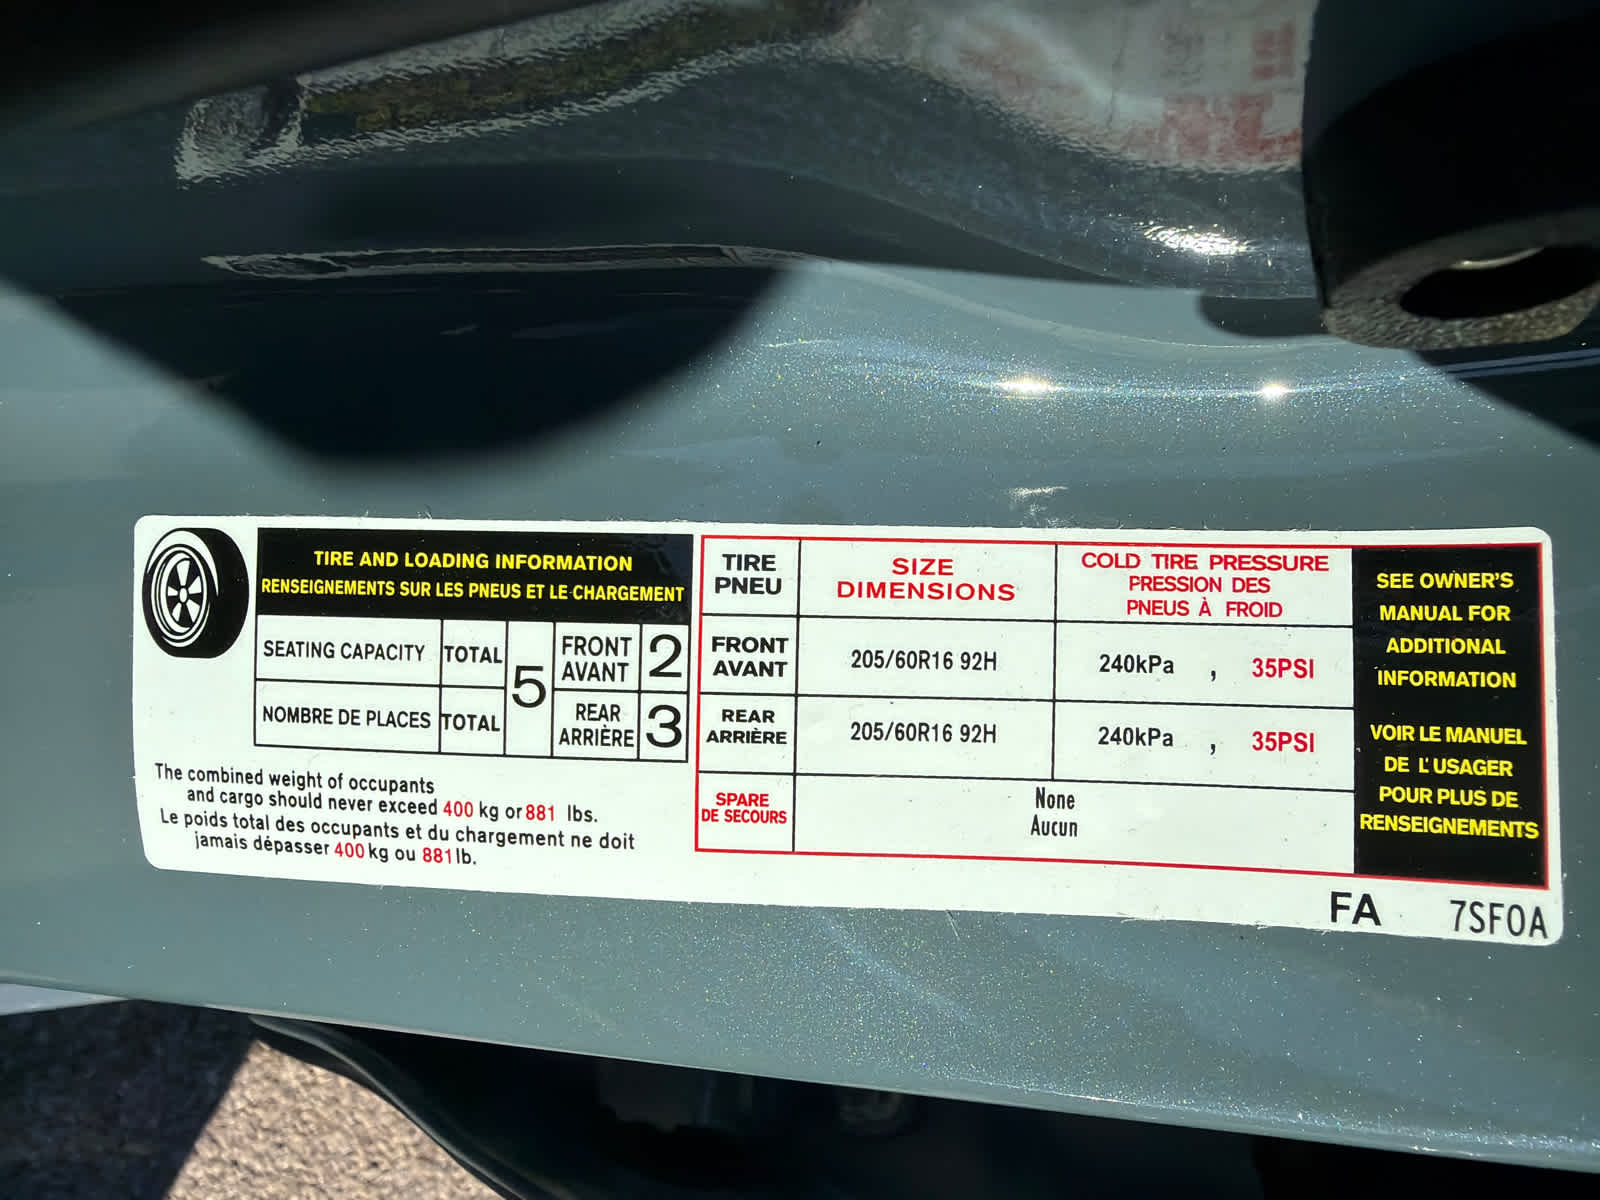 TIRE AND LOADING INFORMATION
RENSEIGNEMENTS SUR LES PNEUS ET LE CHARGEMENT
SEATING CAPACITY TOTAL 5 FRONT AVANT 2
NOMBRE DE PLACES TOTAL REAR ARRIÈRE 3
The combined weight of occupants
and cargo should never exceed 400 kg or 881 lbs.
Le poids total des occupants et du chargement ne doit
jamais dépasser 400 kg ou 881 lb.
TIRE PNEU
SIZE
DIMENSIONS
COLD TIRE PRESSURE
PRESSION DES
PNEUS À FROID
FRONT AVANT 205/60R16 92H 240kPa , 35PSI
REAR ARRIÈRE 205/60R16 92H 240kPa , 35PSI
SPARE
DE SECOURS
None
Aucun
SEE OWNER'S
MANUAL FOR
ADDITIONAL
INFORMATION
VOIR LE MANUEL
DE L'USAGER
POUR PLUS DE
RENSEIGNEMENTS
FA 7SF0A